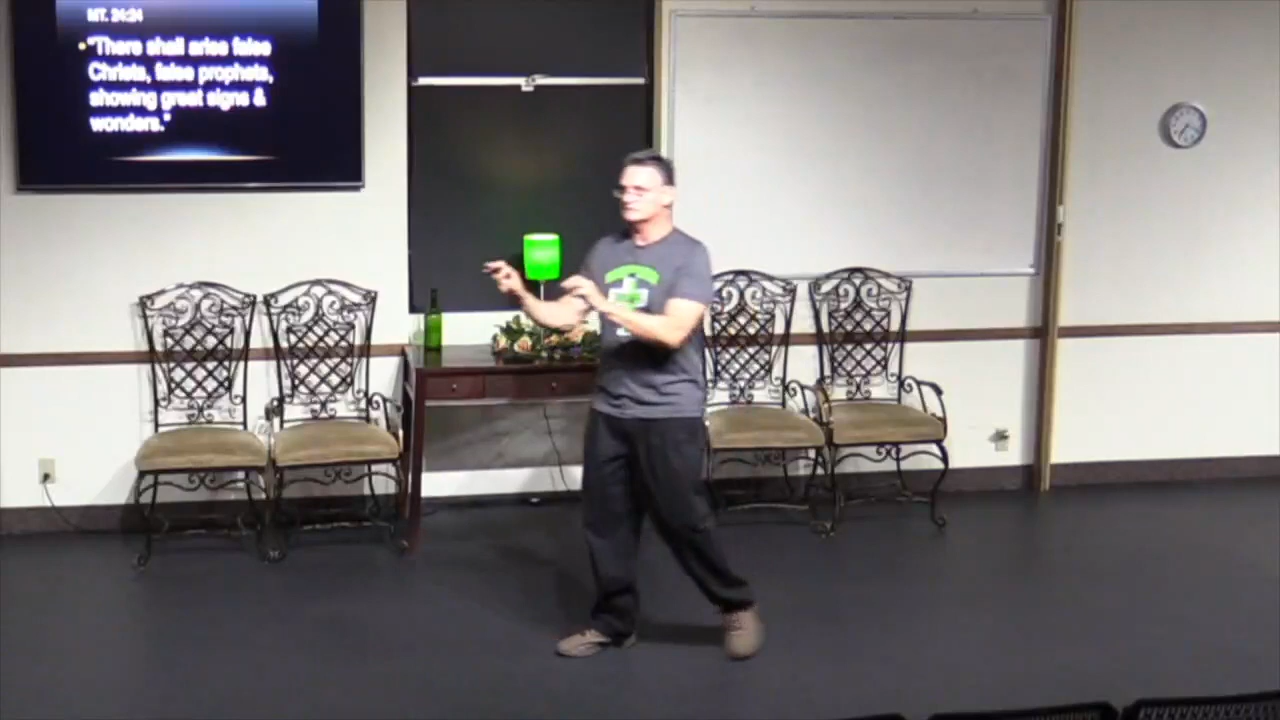 MT. 24:24
•"There shall arise false
Christs, false prophets,
showing great signs &
wonders."